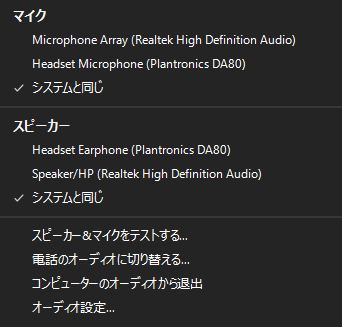 マイク
Microphone Array (Realtek High Definition Audio)
Headset Microphone (Plantronics DA80)
システムと同じ
スピーカー
Headset Earphone (Plantronics DA80)
Speaker/HP (Realtek High Definition Audio)
システムと同じ
スピーカー&マイクをテストする...
電話のオーディオに切り替える...
コンピューターのオーディオから退出
オーディオ設定...